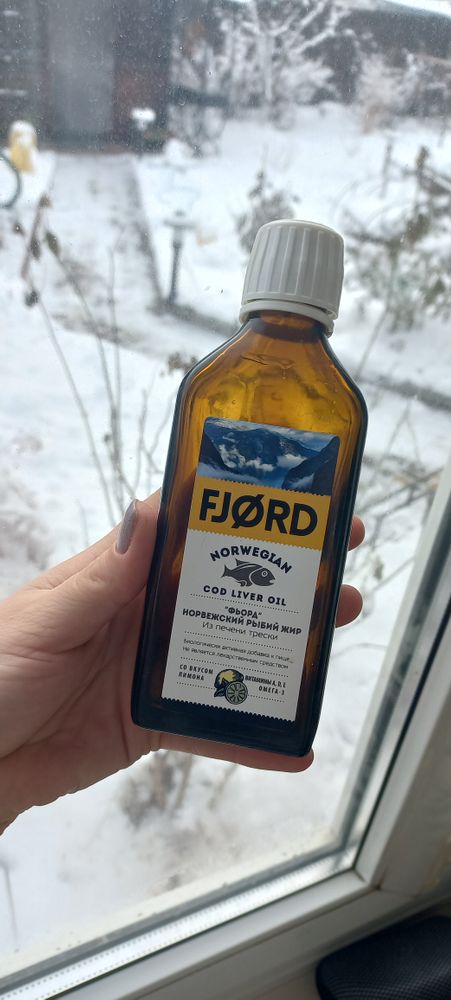 FJØRD
NORWEGIAN
COD LIVER OIL
"ФЬОРД"
НОРВЕЖСКИЙ РЫБИЙ ЖИР
Из печени трески
Биологически активная добавка к пище.
Не является лекарственным средством
СО ВКУСОМ
ЛИМОНА
ВИТАМИНЫ A, D, E
ОМЕГА-3